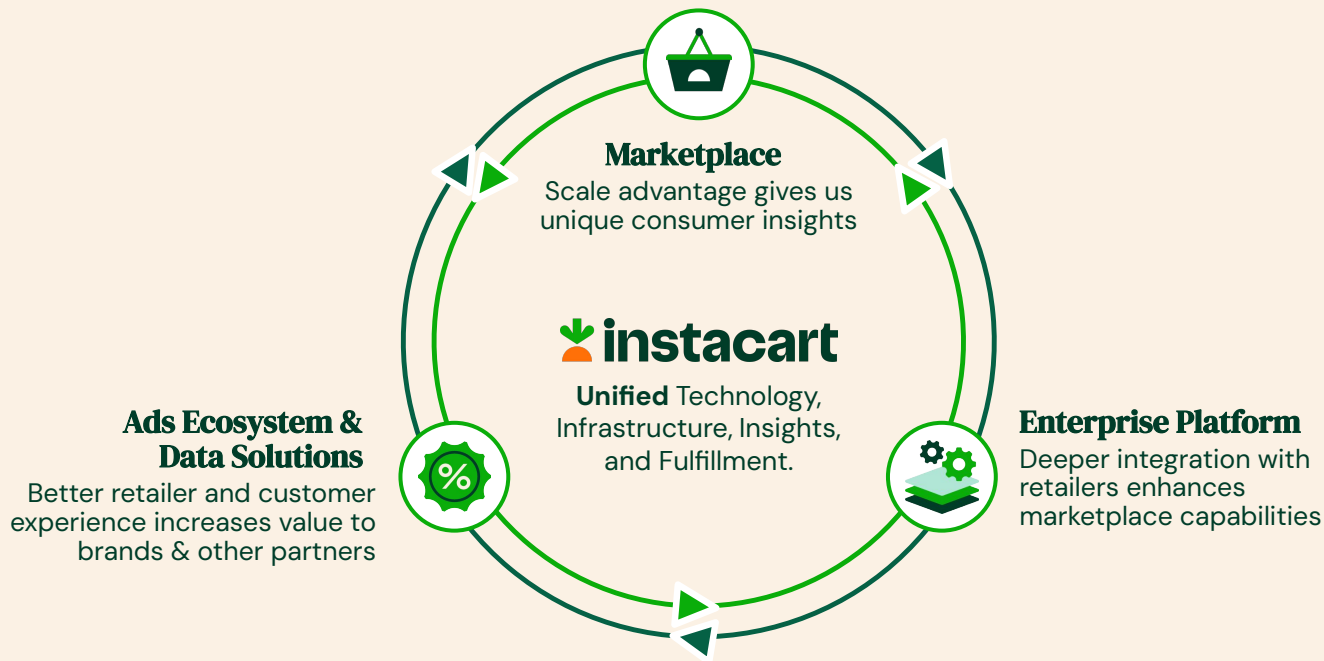 Marketplace
Scale advantage gives us
unique consumer insights
instacart
Unified Technology,
Infrastructure, Insights,
and Fulfillment.
Ads Ecosystem &
Data Solutions
Better retailer and customer
experience increases value to
brands & other partners
%
Enterprise Platform
Deeper integration with
retailers enhances
marketplace capabilities